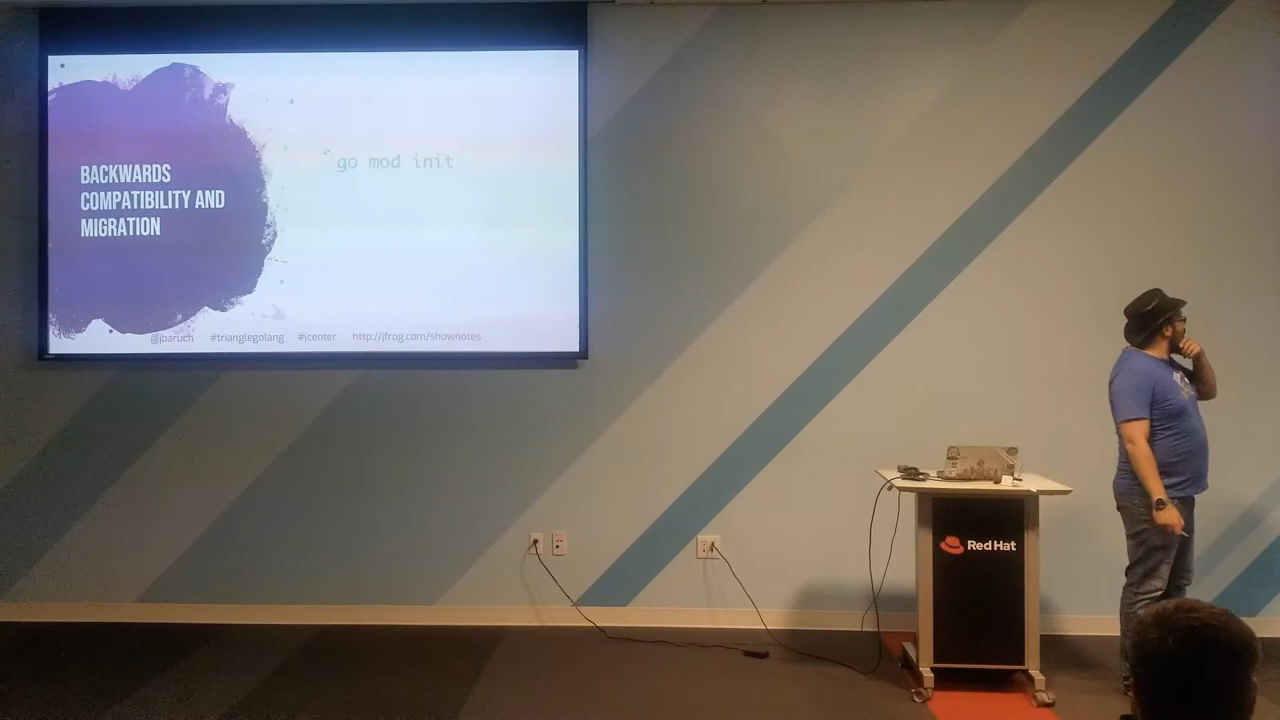 BACKWARDS
COMPATIBILITY AND
MIGRATION
go mod init
@jbaruch #trianglegolang #jcenter http://jfrog.com/shownotes
Red Hat